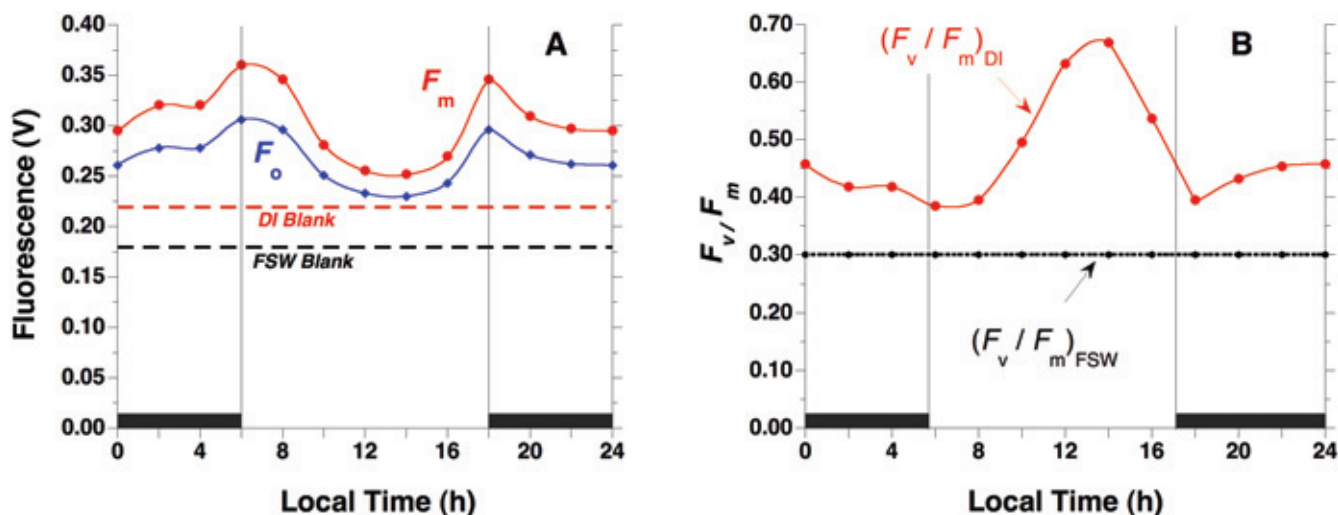 0.40
0.35
0.30
0.25
0.20
0.15
0.10
0.05
0.00
Fluorescence (V)
A
Fm
Fo
DI Blank
FSW Blank
0 4 8 12 16 20 24
Local Time (h)
0.70
0.60
0.50
0.40
0.30
0.20
0.10
0.00
Fv / Fm
B
(Fv / Fm)DI
(Fv / Fm)FSW
0 4 8 12 16 20 24
Local Time (h)